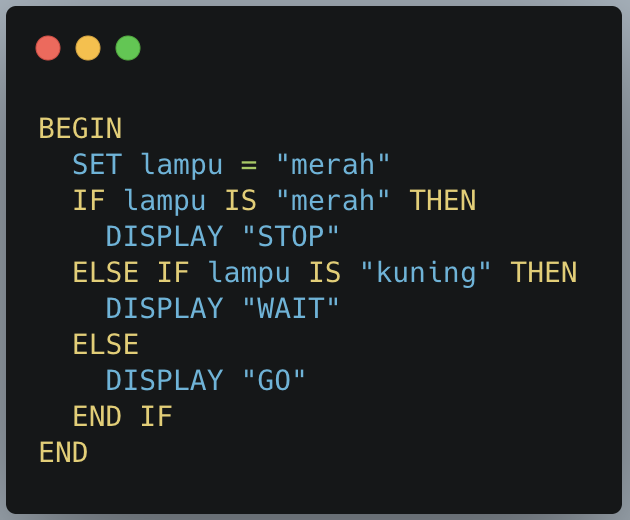 BEGIN
  SET lampu = "merah"
  IF lampu IS "merah" THEN
    DISPLAY "STOP"
  ELSE IF lampu IS "kuning" THEN
    DISPLAY "WAIT"
  ELSE
    DISPLAY "GO"
  END IF
END